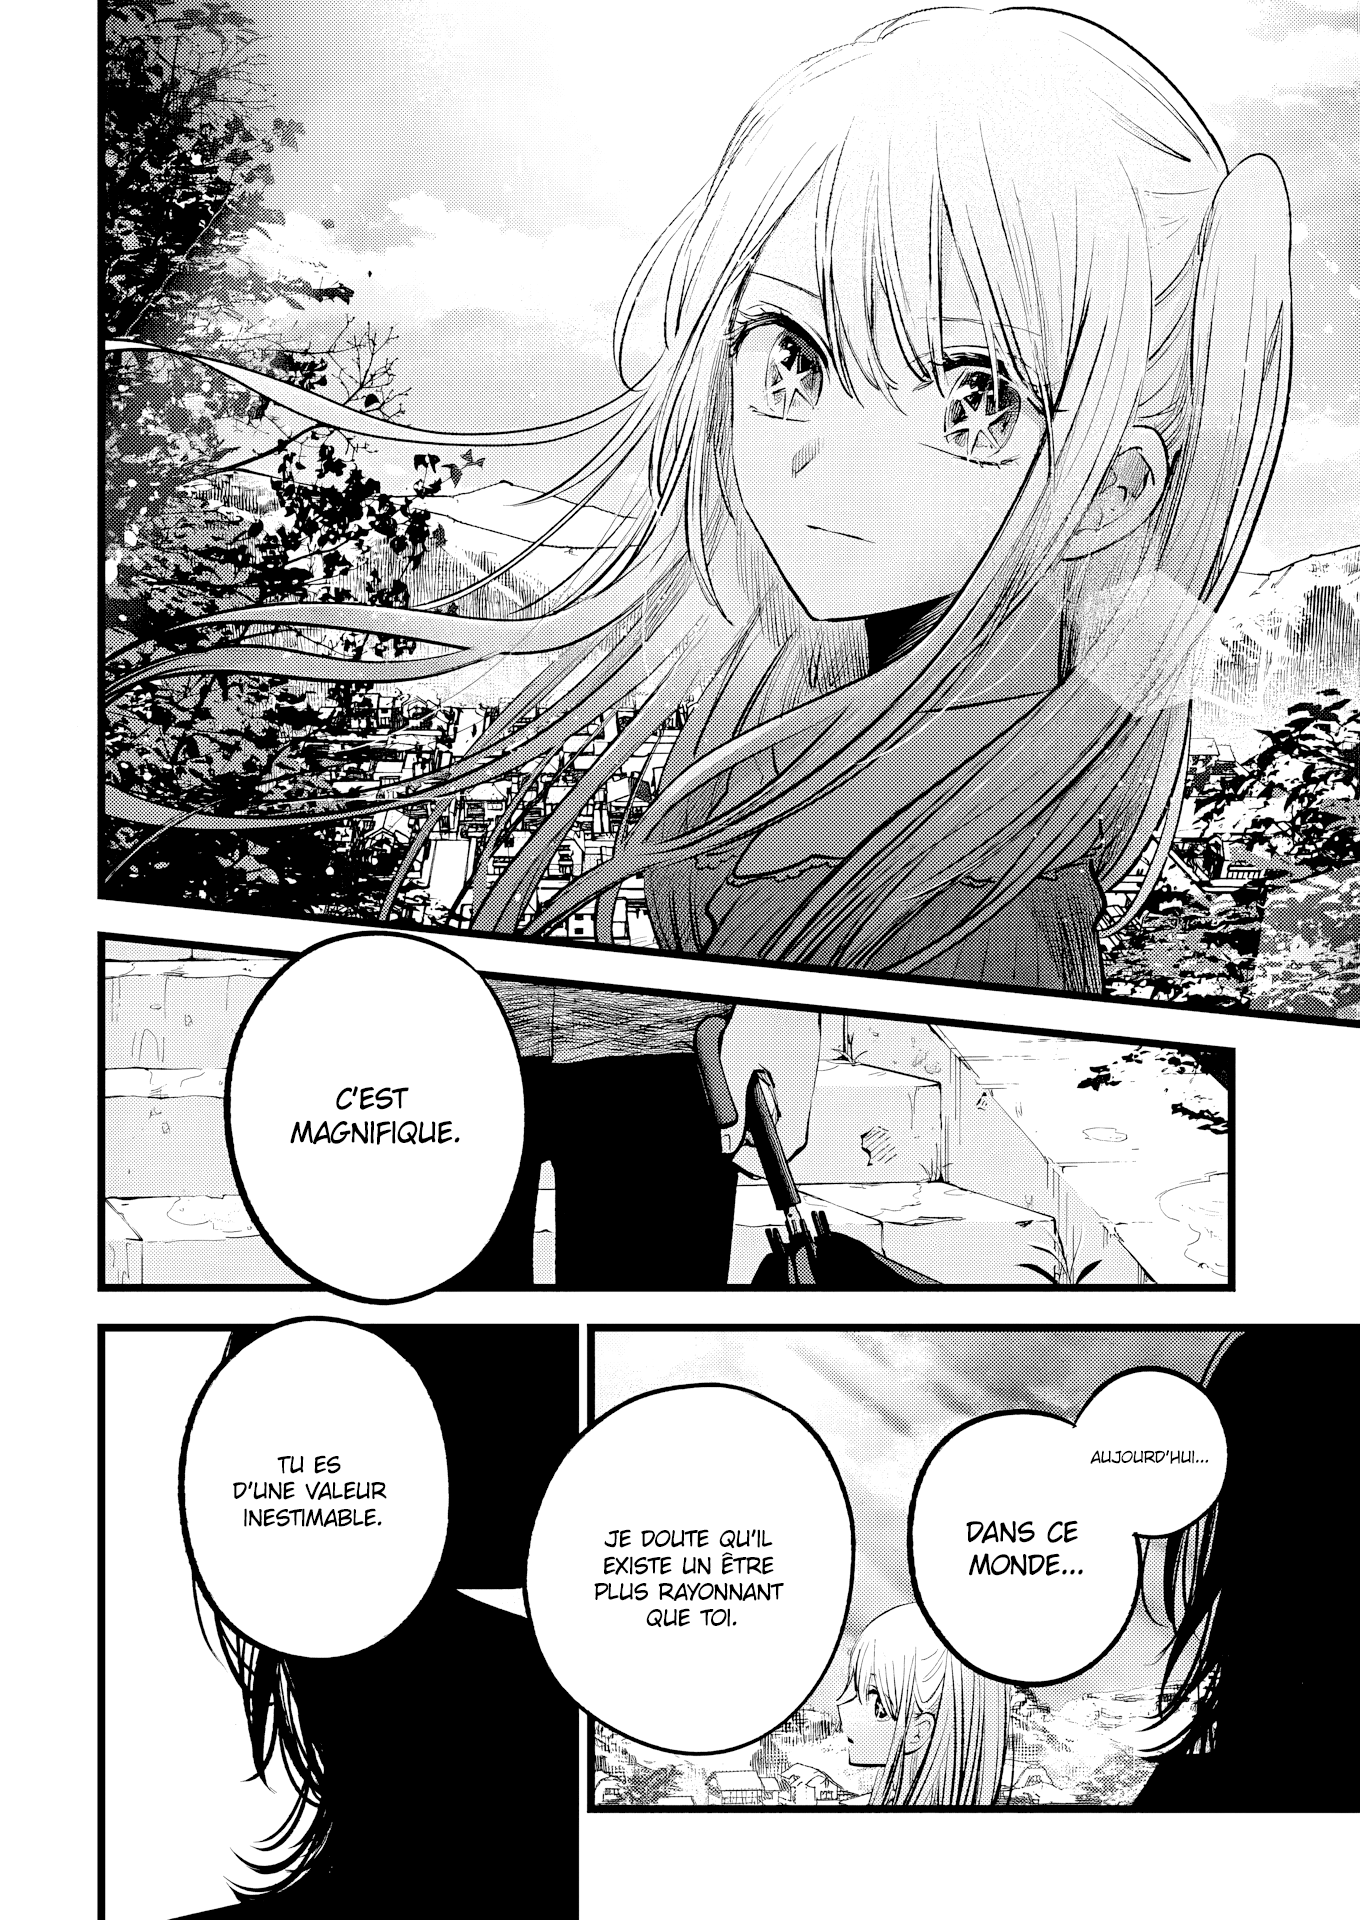 C'EST
MAGNIFIQUE.
AUJOURD'HUI...
DANS CE
MONDE...
JE DOUTE QU'IL
EXISTE UN ÊTRE
PLUS RAYONNANT
QUE TOI.
TU ES
D'UNE VALEUR
INESTIMABLE.